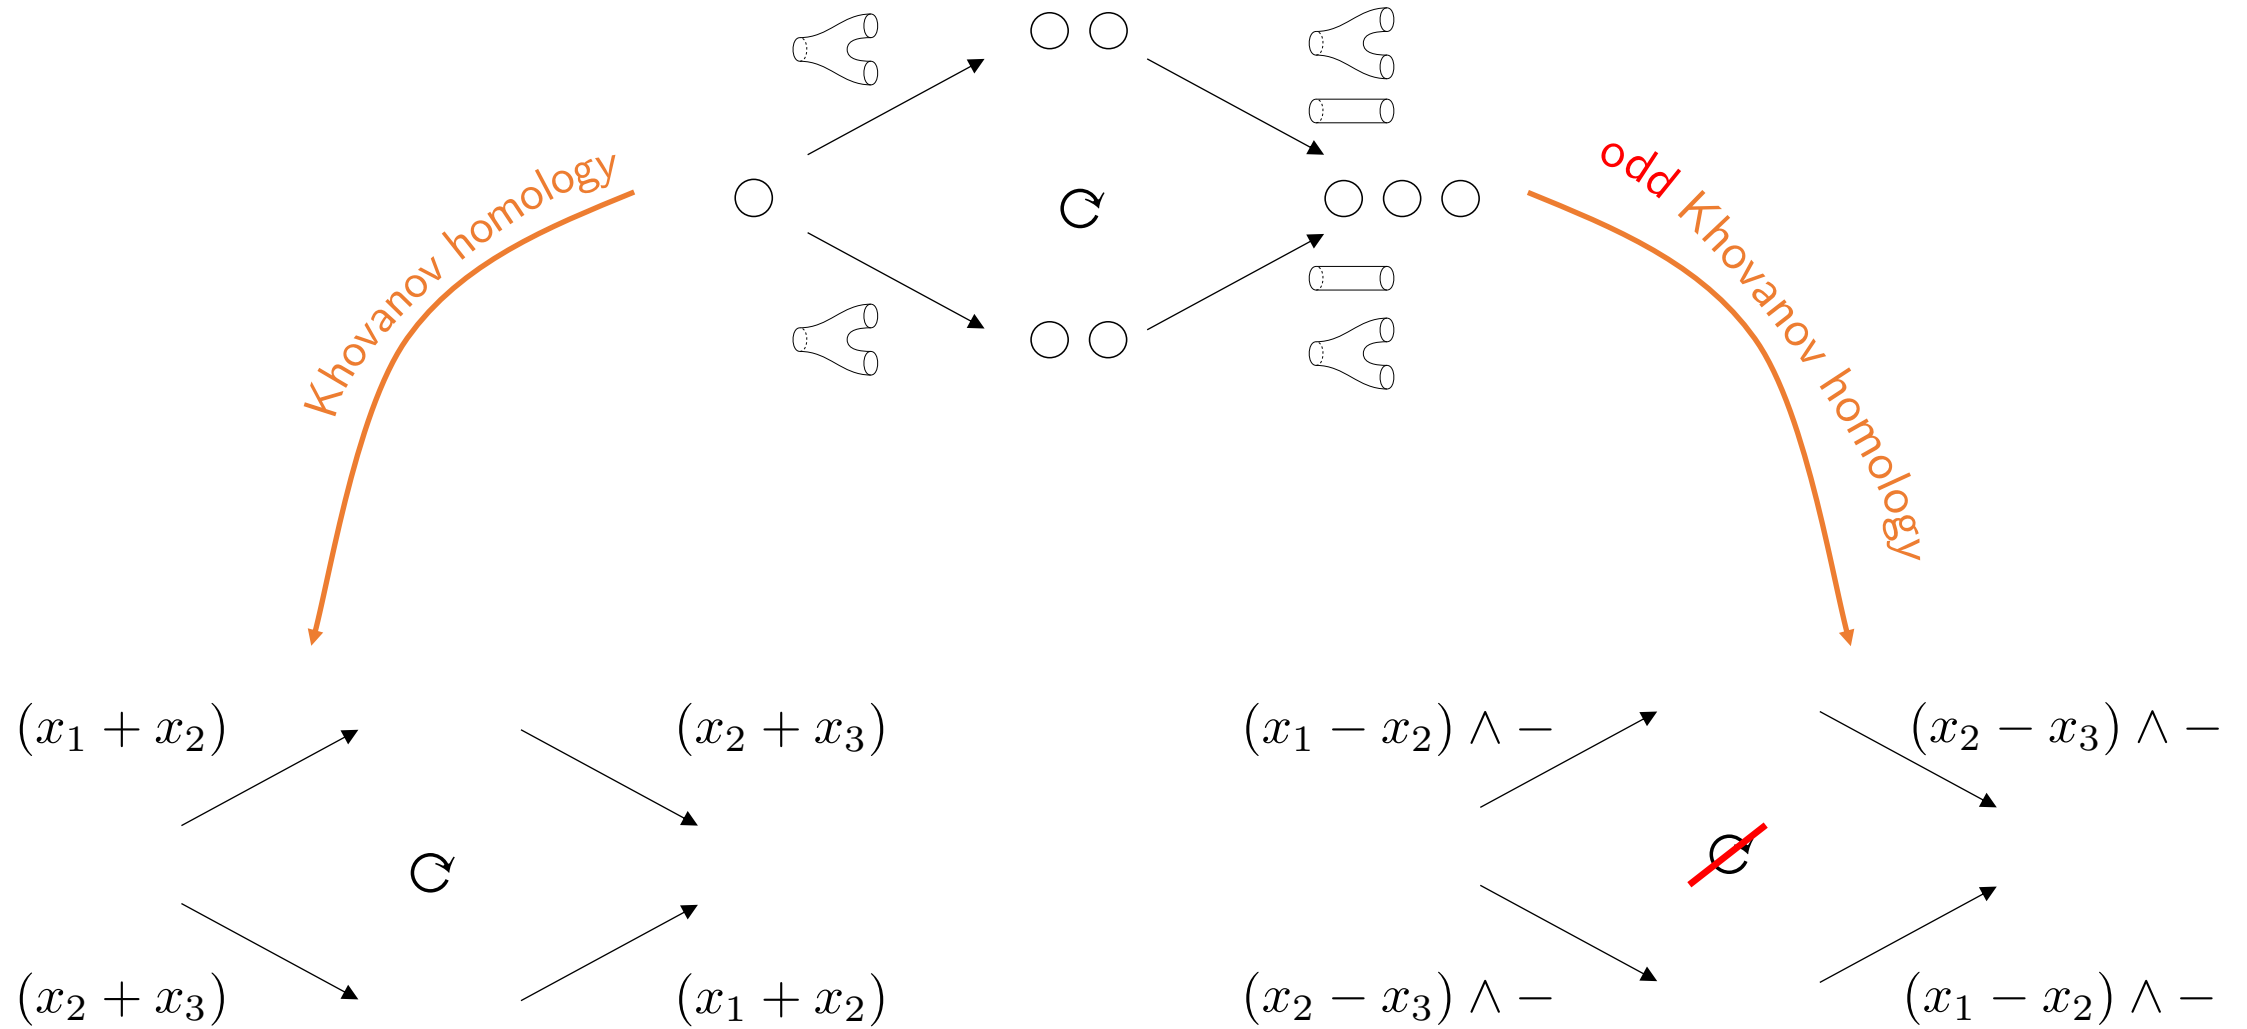 Khovanov homology
odd Khovanov homology
(x₁ + x₂)
(x₂ + x₃)
(x₂ + x₃)
(x₁ + x₂)
(x₁ − x₂) ∧ −
(x₂ − x₃) ∧ −
(x₂ − x₃) ∧ −
(x₁ − x₂) ∧ −